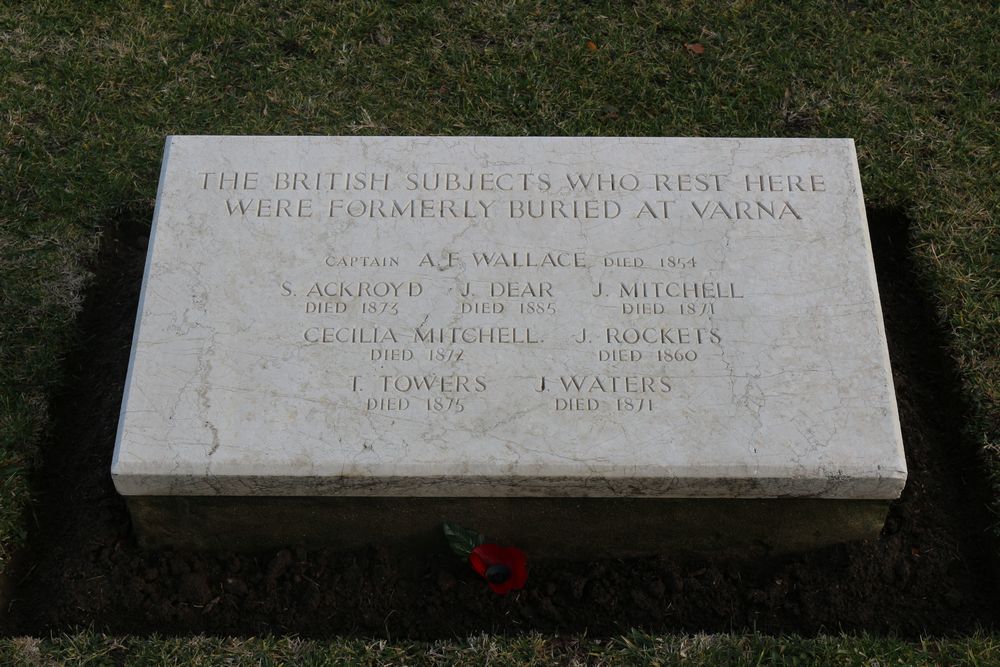 THE BRITISH SUBJECTS WHO REST HERE
WERE FORMERLY BURIED AT VARNA
CAPTAIN A. F. WALLACE DIED 1854
S. ACKROYD J. DEAR J. MITCHELL
DIED 1873 DIED 1885 DIED 1871
CECILIA MITCHELL. J. ROCKETS
DIED 1872 DIED 1860
T. TOWERS J. WATERS
DIED 1875 DIED 1871